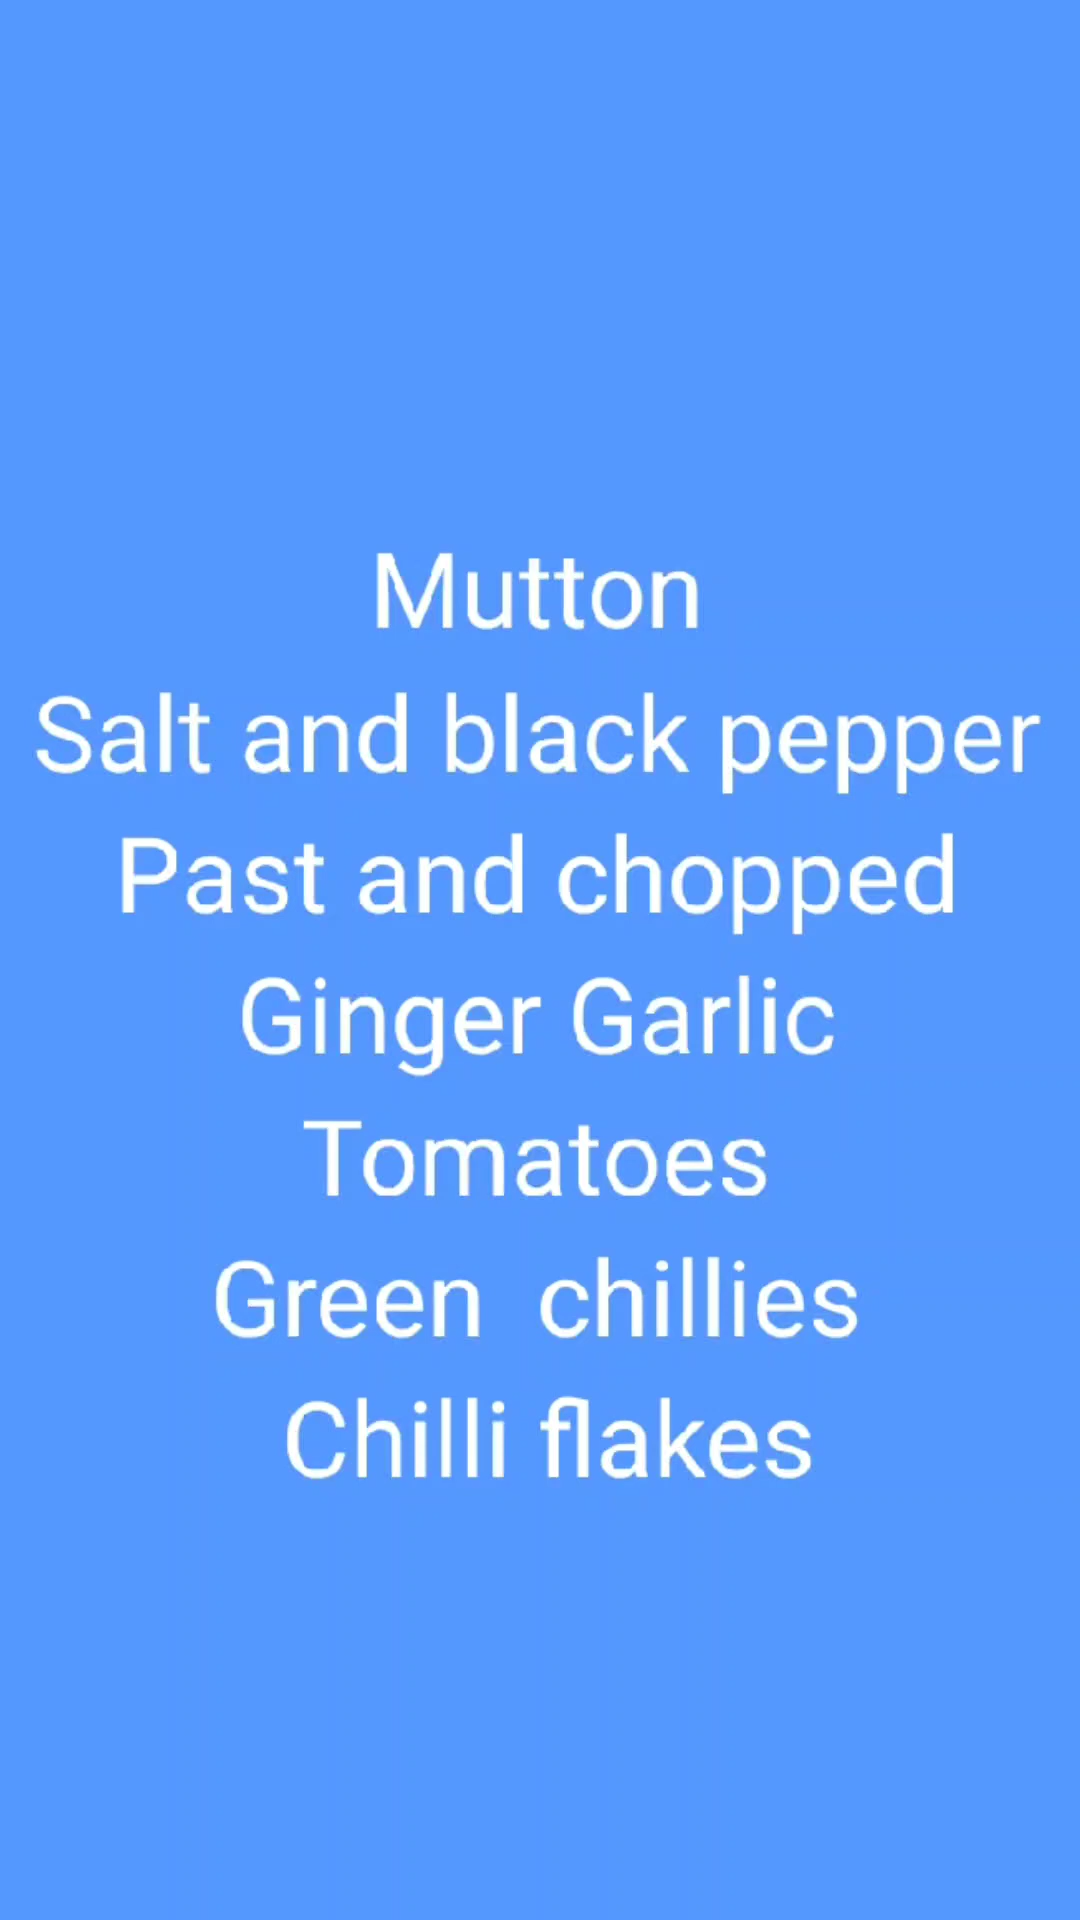 Mutton
Salt and black pepper
Past and chopped
Ginger Garlic
Tomatoes
Green  chillies
Chilli flakes